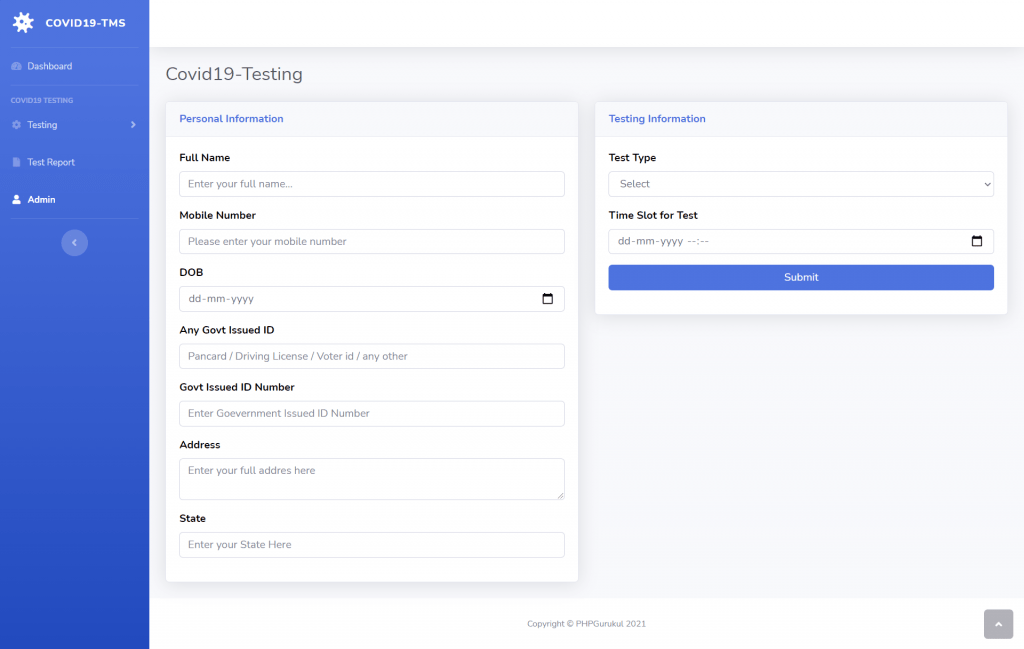 COVID19-TMS
Dashboard
COVID19 TESTING
Testing
Test Report
Admin
Covid19-Testing
Personal Information
Full Name
Enter your full name...
Mobile Number
Please enter your mobile number
DOB
dd-mm-yyyy
Any Govt Issued ID
Pancard / Driving License / Voter id / any other
Govt Issued ID Number
Enter Goevernment Issued ID Number
Address
Enter your full addres here
State
Enter your State Here
Testing Information
Test Type
Select
Time Slot for Test
dd-mm-yyyy --:--
Submit
Copyright © PHPGurukul 2021